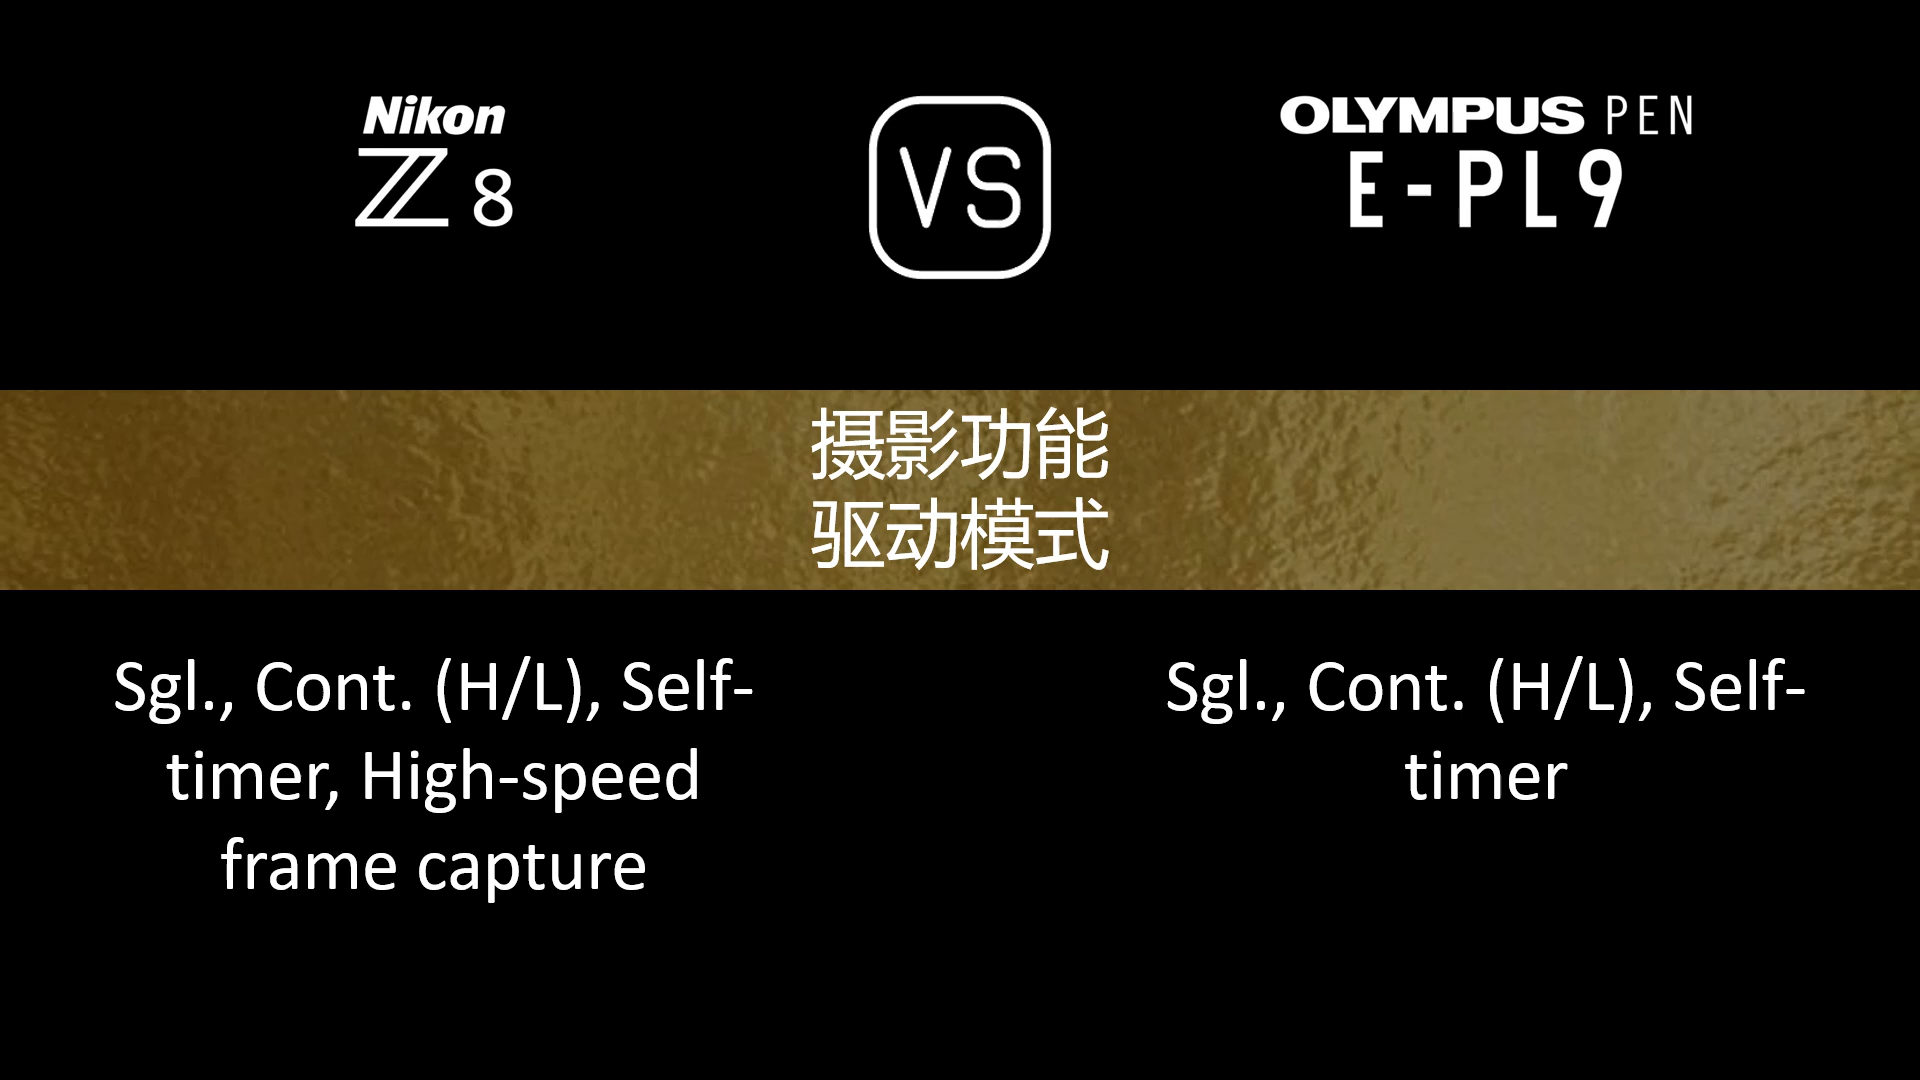 Nikon
Z 8
VS
OLYMPUS PEN
E-PL9
摄影功能
驱动模式
Sgl., Cont. (H/L), Self-
timer, High-speed
frame capture
Sgl., Cont. (H/L), Self-
timer